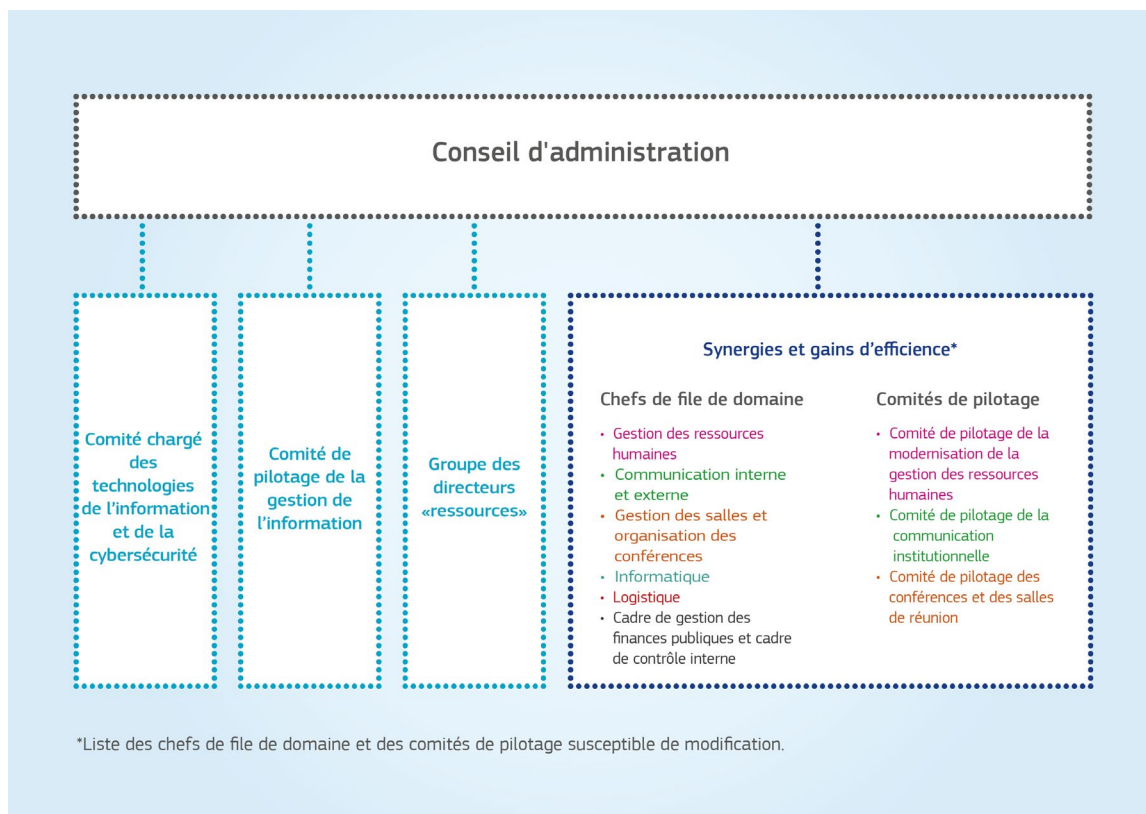 Conseil d'administration
Comité chargé
des
technologies
de l’information
et de la
cybersécurité
Comité de
pilotage de la
gestion de
l’information
Groupe des
directeurs
«ressources»
Synergies et gains d’efficience*
Chefs de file de domaine
• Gestion des ressources
humaines
• Communication interne
et externe
• Gestion des salles et
organisation des
conférences
• Informatique
• Logistique
• Cadre de gestion des
finances publiques et cadre
de contrôle interne
Comités de pilotage
• Comité de pilotage de la
modernisation de la
gestion des ressources
humaines
• Comité de pilotage de la
communication
institutionnelle
• Comité de pilotage des
conférences et des salles
de réunion
*Liste des chefs de file de domaine et des comités de pilotage susceptible de modification.